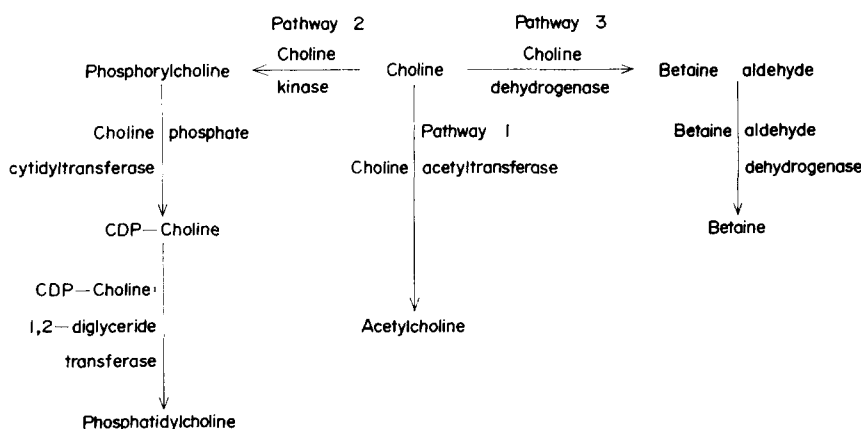 Pathway 2
Pathway 3
Choline
Choline
Phosphorylcholine
Choline
Betaine aldehyde
kinase
dehydrogenase
Choline phosphate
cytidyltransferase
Pathway 1
Choline acetyltransferase
Betaine aldehyde
dehydrogenase
CDP—Choline
Betaine
CDP—Choline:
1,2—diglyceride
transferase
Acetylcholine
Phosphatidylcholine